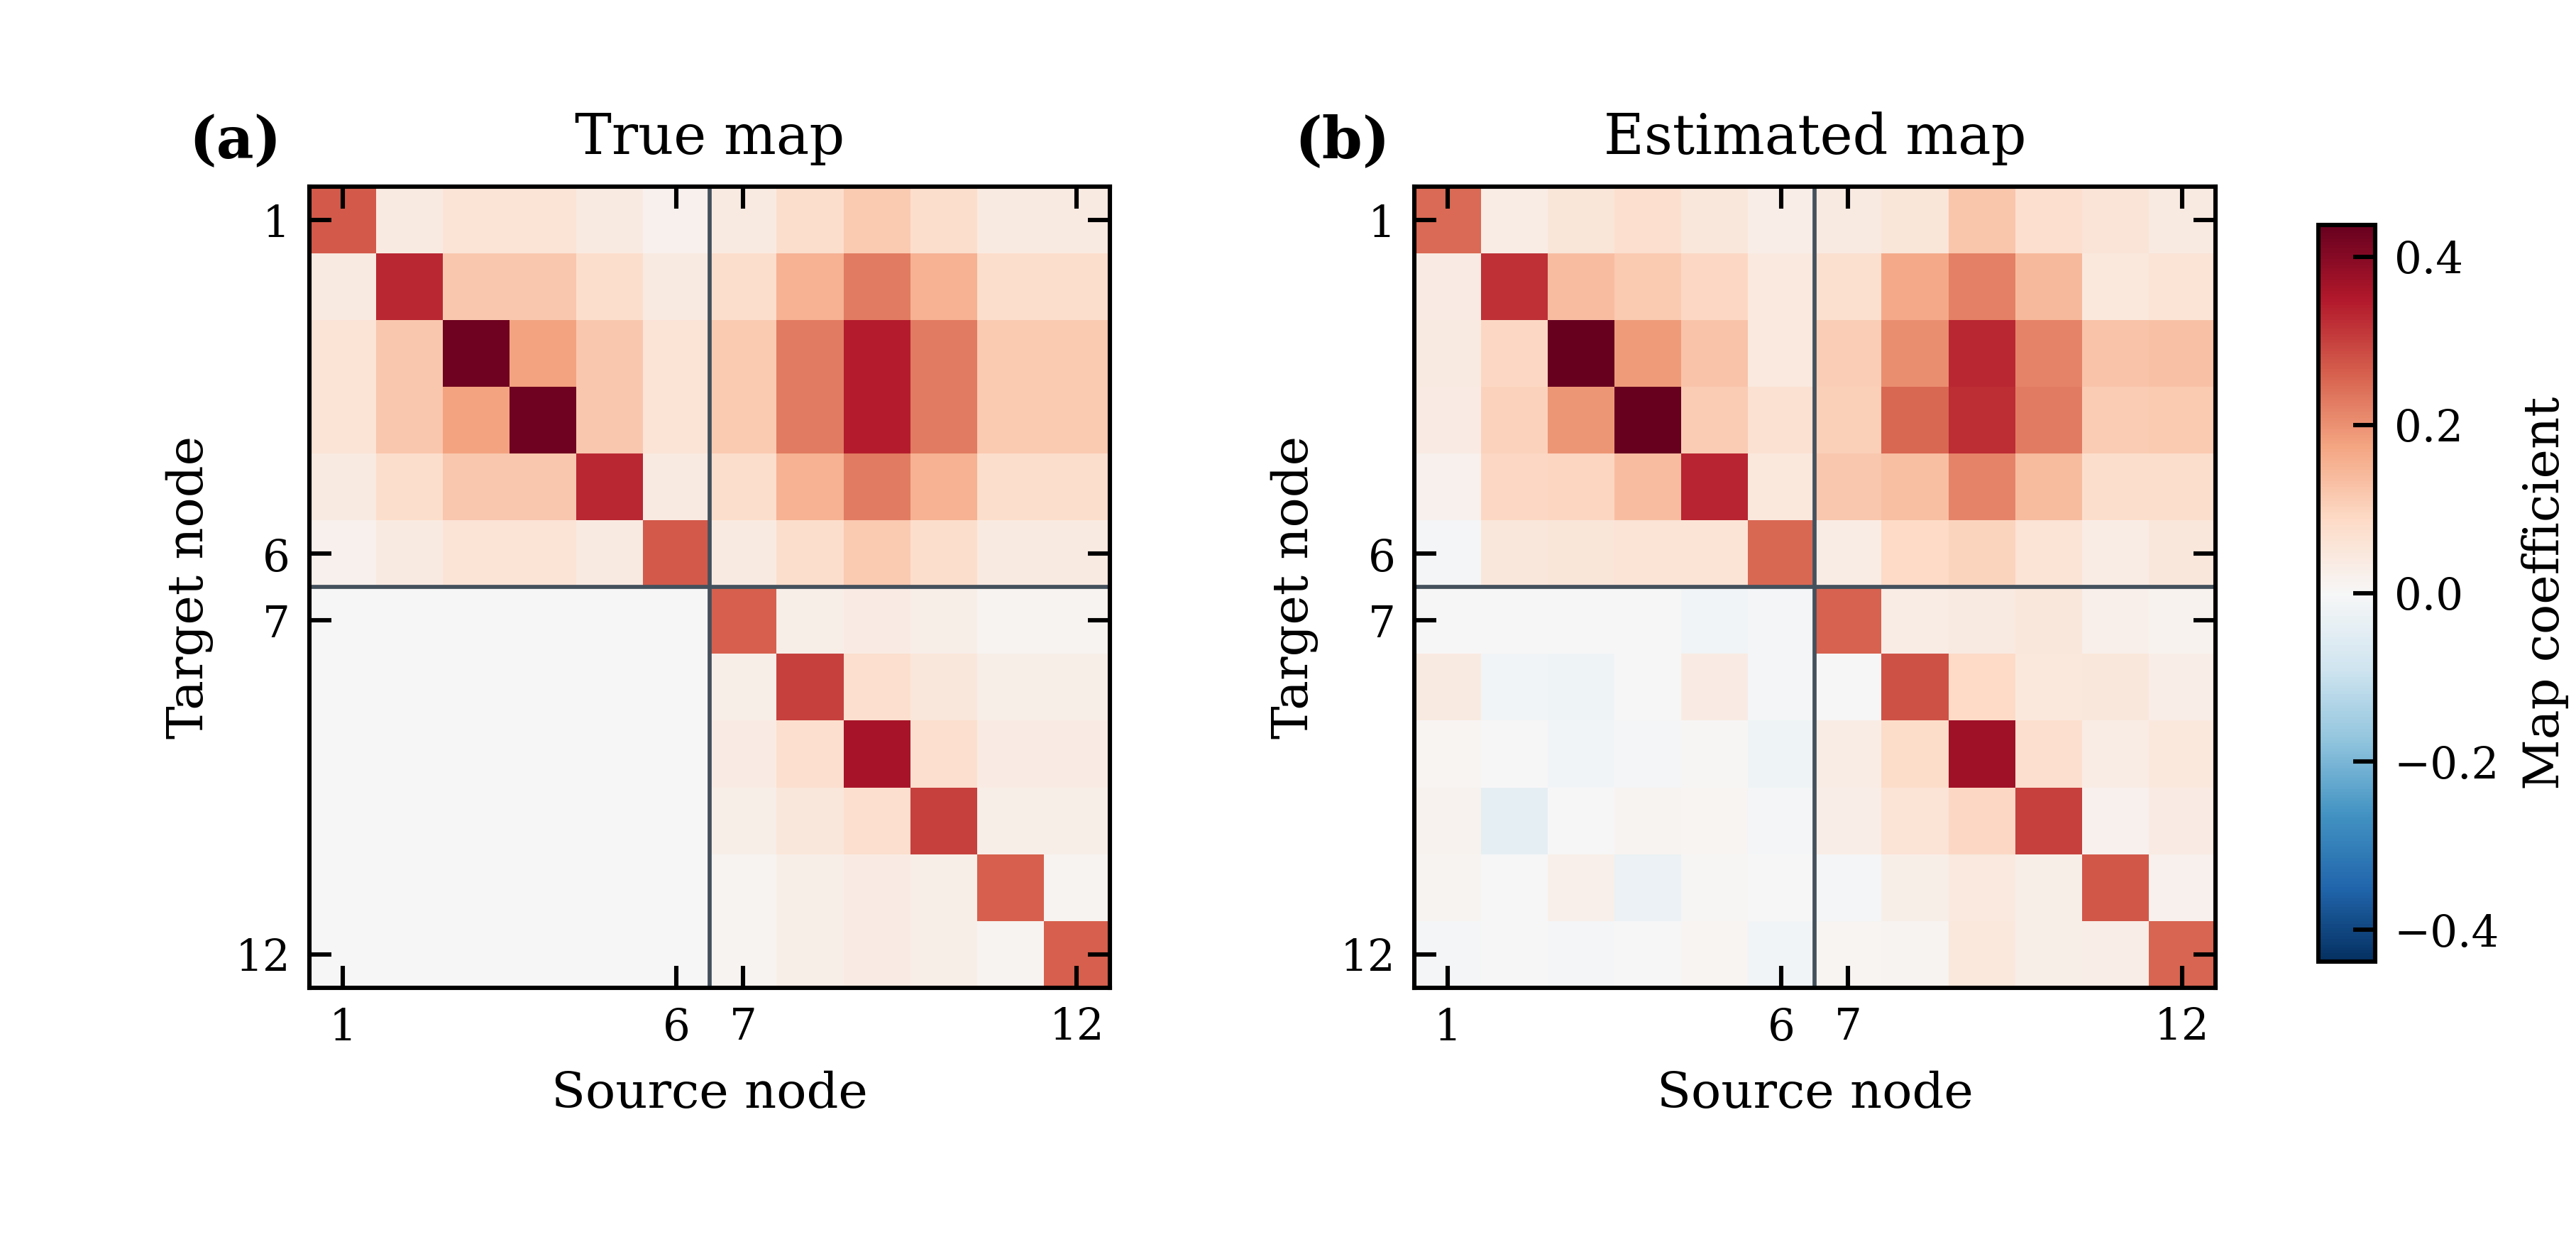 (a) True map
1
6
7
12
Target node
1 6 7 12
Source node
(b) Estimated map
1
6
7
12
Target node
1 6 7 12
Source node
0.4
0.2
0.0
−0.2
−0.4
Map coefficient